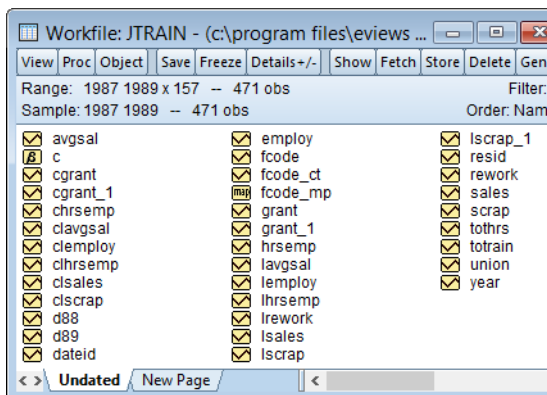 Workfile: JTRAIN - (c:\program files\eviews ...
View Proc Object Save Freeze Details+/- Show Fetch Store Delete Gen
Range: 1987 1989 x 157 -- 471 obs Filter:
Sample: 1987 1989 -- 471 obs Order: Nam
avgsal
c
cgrant
cgrant_1
chrsemp
clavgsal
clemploy
clhrsemp
clsales
clscrap
d88
d89
dateid
employ
fcode
fcode_ct
map fcode_mp
grant
grant_1
hrsemp
lavgsal
lemploy
lhrsemp
lrework
lsales
lscrap
lscrap_1
resid
rework
sales
scrap
tothrs
totrain
union
year
Undated New Page